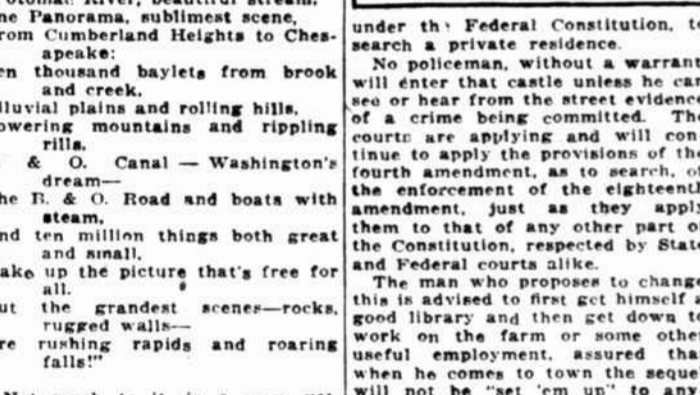 ne Panorama, sublimest scene,
rom Cumberland Heights to Ches-
apeake;
en thousand baylets from brook
and creek,
lluvial plains and rolling hills,
owering mountains and rippling
rills.
& O. Canal — Washington's
dream—
he B. & O. Road and boats with
steam,
nd ten million things both great
and small,
ake up the picture that's free for
all.
ut the grandest scenes—rocks,
rugged walls—
re rushing rapids and roaring
falls!"
under the Federal Constitution, t
search a private residence.
No policeman, without a warrant
will enter that castle unless he can
see or hear from the street evidenc
of a crime being committed. The
courts are applying and will con-
tinue to apply the provisions of the
fourth amendment, as to search, of
the enforcement of the eighteenth
amendment, just as they apply
them to that of any other part of
the Constitution, respected by State
and Federal courts alike.
The man who proposes to change
this is advised to first get himself a
good library and then get down to
work on the farm or some other
useful employment, assured that
when he comes to town the seque
will not be "set 'em up" to any